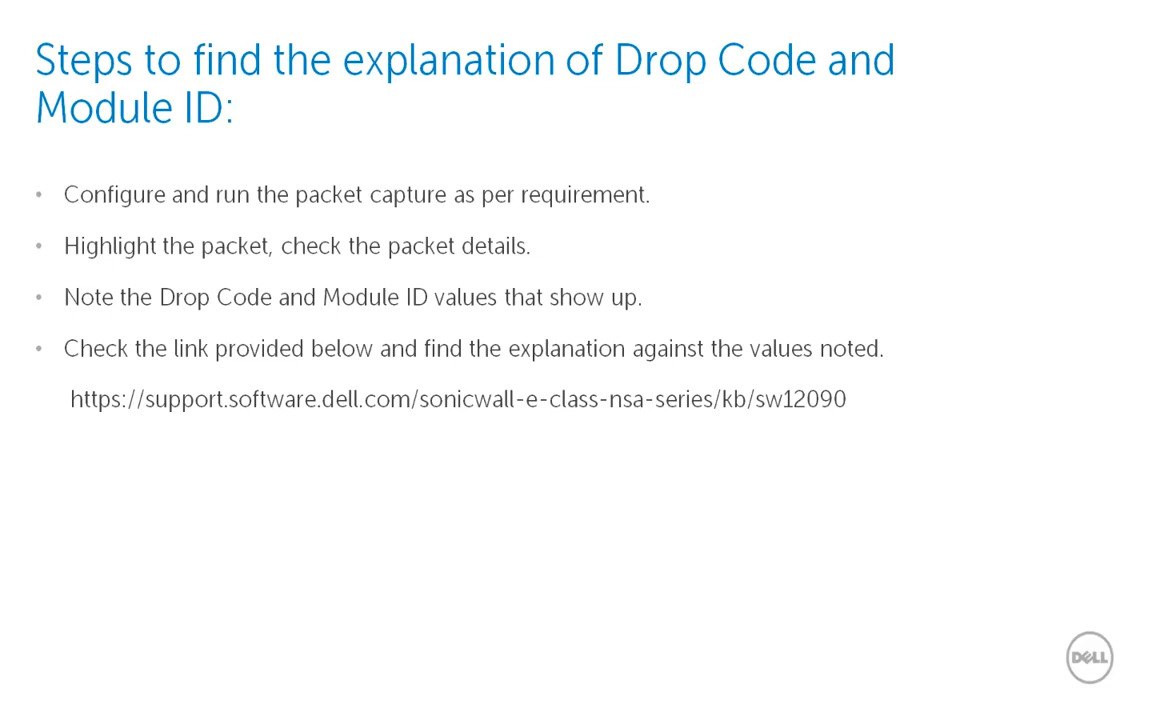 Steps to find the explanation of Drop Code and
Module ID:
• Configure and run the packet capture as per requirement.
• Highlight the packet, check the packet details.
• Note the Drop Code and Module ID values that show up.
• Check the link provided below and find the explanation against the values noted.
https://support.software.dell.com/sonicwall-e-class-nsa-series/kb/sw12090
DELL